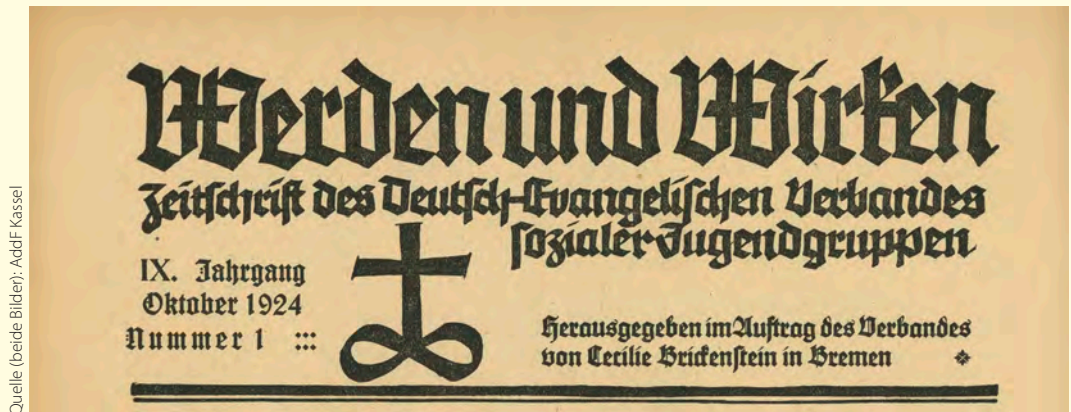 Werden und Wirken
Zeitschrift des Deutsch-Evangelischen Verbandes
sozialer Jugendgruppen
IX. Jahrgang
Oktober 1924
Nummer 1 :::
Herausgegeben im Auftrag des Verbandes
von Cecilie Brickenstein in Bremen
Quelle (beide Bilder): AddF Kassel